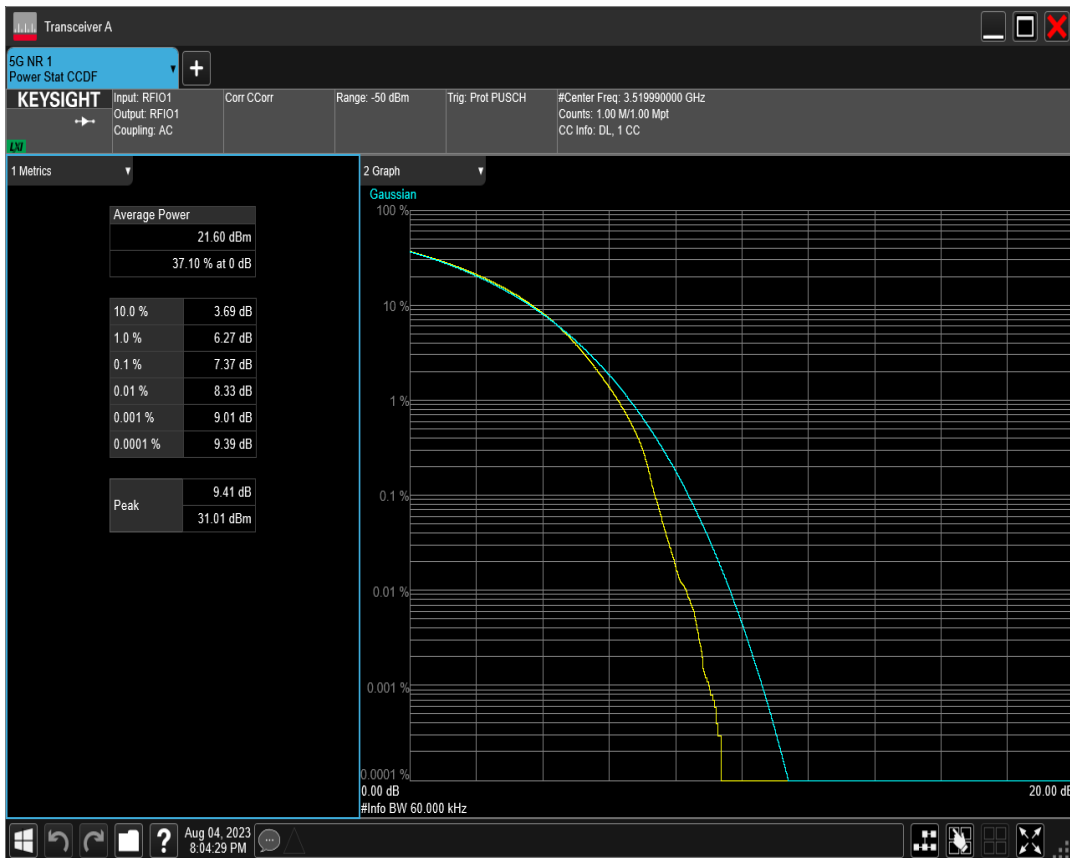 Transceiver A
5G NR 1
Power Stat CCDF
+
KEYSIGHT
LXI
Input: RFIO1
Output: RFIO1
Coupling: AC
Corr CCorr
Range: -50 dBm
Trig: Prot PUSCH
#Center Freq: 3.519990000 GHz
Counts: 1.00 M/1.00 Mpt
CC Info: DL, 1 CC
1 Metrics
Average Power
21.60 dBm
37.10 % at 0 dB
10.0 % 3.69 dB
1.0 % 6.27 dB
0.1 % 7.37 dB
0.01 % 8.33 dB
0.001 % 9.01 dB
0.0001 % 9.39 dB
Peak 9.41 dB
31.01 dBm
2 Graph
Gaussian
100 %
10 %
1 %
0.1 %
0.01 %
0.001 %
0.0001 %
0.00 dB 20.00 dB
#Info BW 60.000 kHz
? Aug 04, 2023
8:04:29 PM